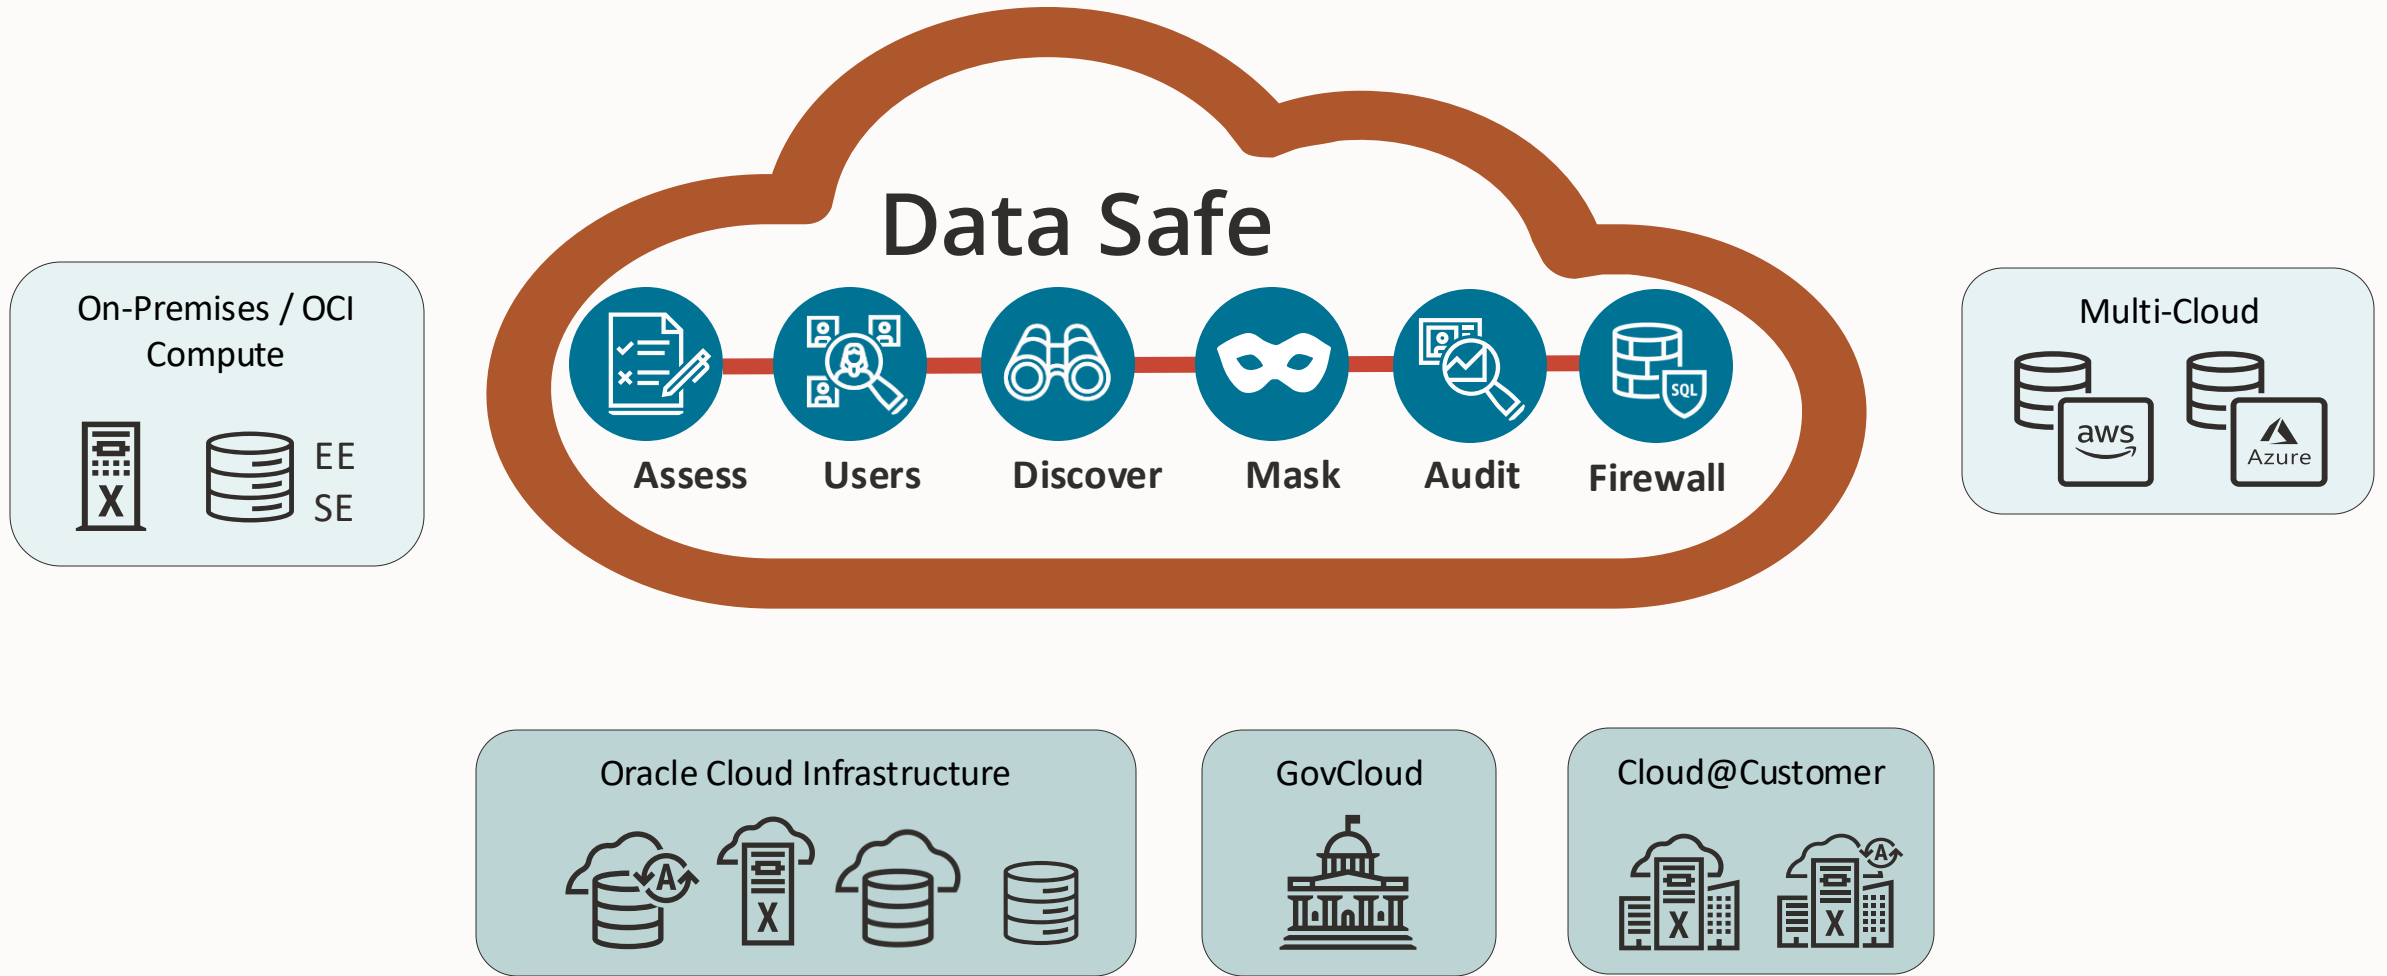 Data Safe
Assess
Users
Discover
Mask
Audit
Firewall
SQL
On-Premises / OCI
Compute
X
EE
SE
Multi-Cloud
aws
Azure
Oracle Cloud Infrastructure
A
X
GovCloud
Cloud@Customer
X
X
A